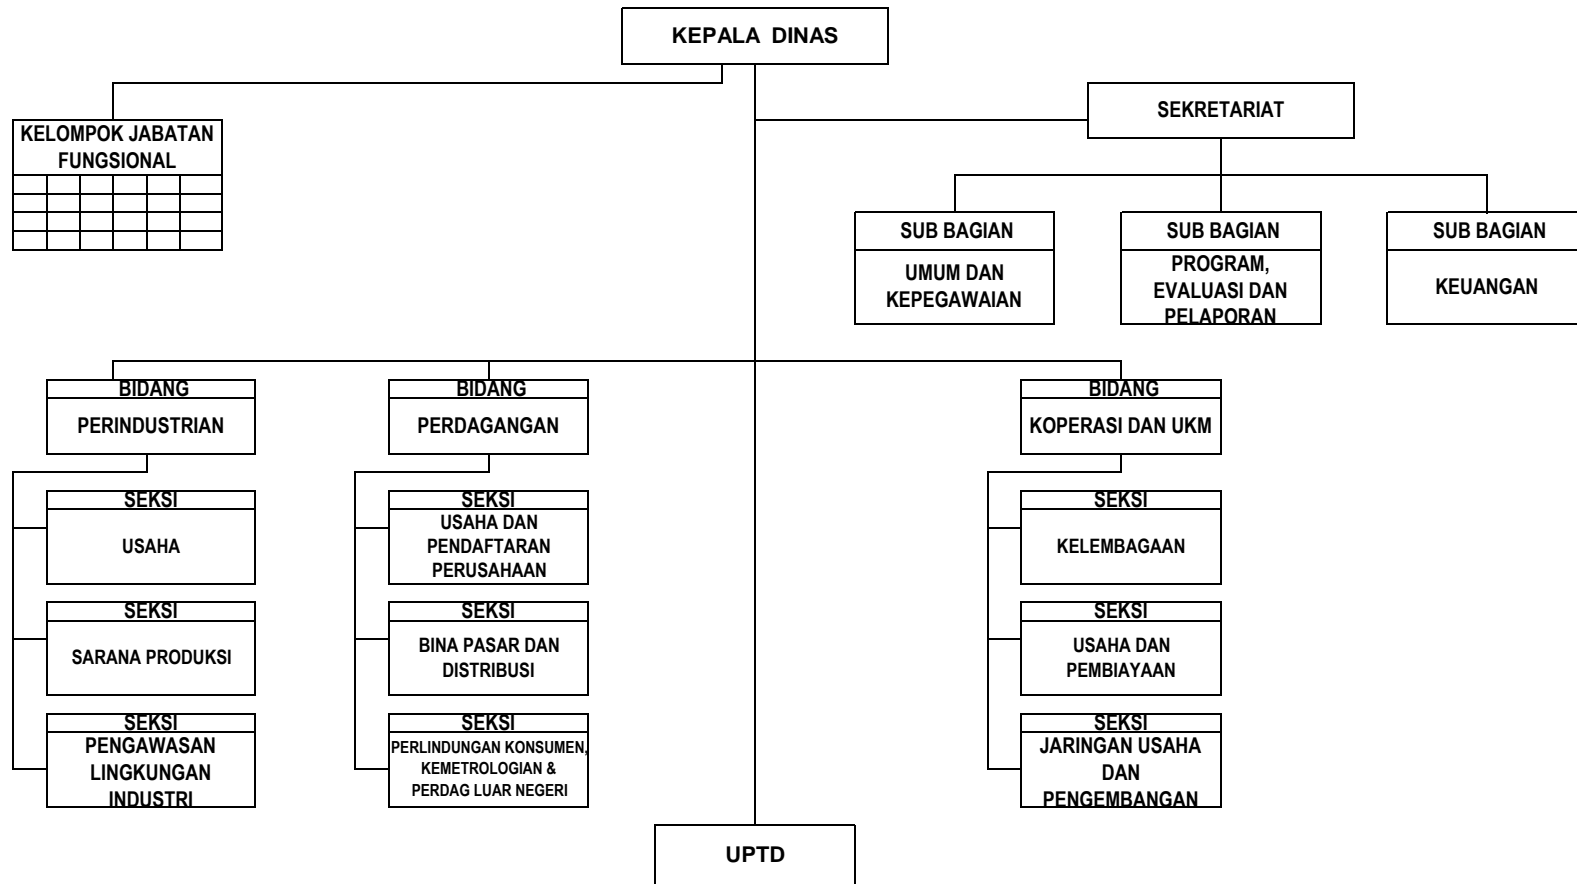 KEPALA DINAS
SEKRETARIAT
KELOMPOK JABATAN
FUNGSIONAL
SUB BAGIAN
UMUM DAN
KEPEGAWAIAN
SUB BAGIAN
PROGRAM,
EVALUASI DAN
PELAPORAN
SUB BAGIAN
KEUANGAN
BIDANG
PERINDUSTRIAN
BIDANG
PERDAGANGAN
BIDANG
KOPERASI DAN UKM
SEKSI
USAHA
SEKSI
USAHA DAN
PENDAFTARAN
PERUSAHAAN
SEKSI
KELEMBAGAAN
SEKSI
SARANA PRODUKSI
SEKSI
BINA PASAR DAN
DISTRIBUSI
SEKSI
USAHA DAN
PEMBIAYAAN
SEKSI
PENGAWASAN
LINGKUNGAN
INDUSTRI
SEKSI
PERLINDUNGAN KONSUMEN,
KEMETROLOGIAN &
PERDAG LUAR NEGERI
SEKSI
JARINGAN USAHA
DAN
PENGEMBANGAN
UPTD